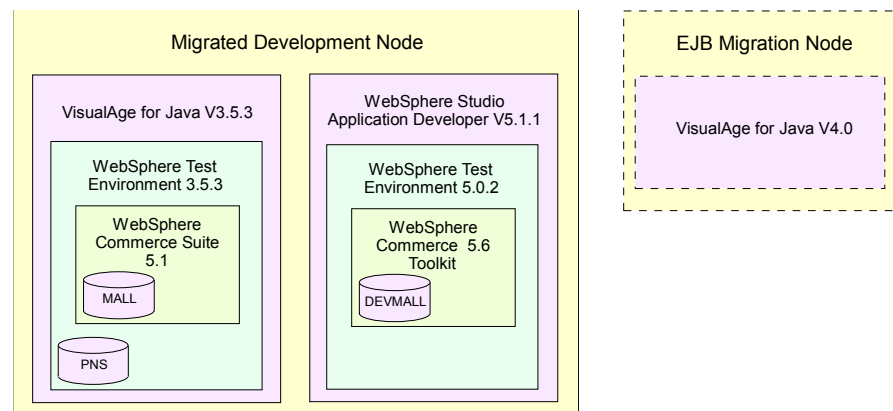 Migrated Development Node
VisualAge for Java V3.5.3
WebSphere Test
Environment 3.5.3
WebSphere
Commerce Suite
5.1
MALL
PNS
WebSphere Studio
Application Developer V5.1.1
WebSphere Test
Environment 5.0.2
WebSphere
Commerce 5.6
Toolkit
DEVMALL
EJB Migration Node
VisualAge for Java V4.0